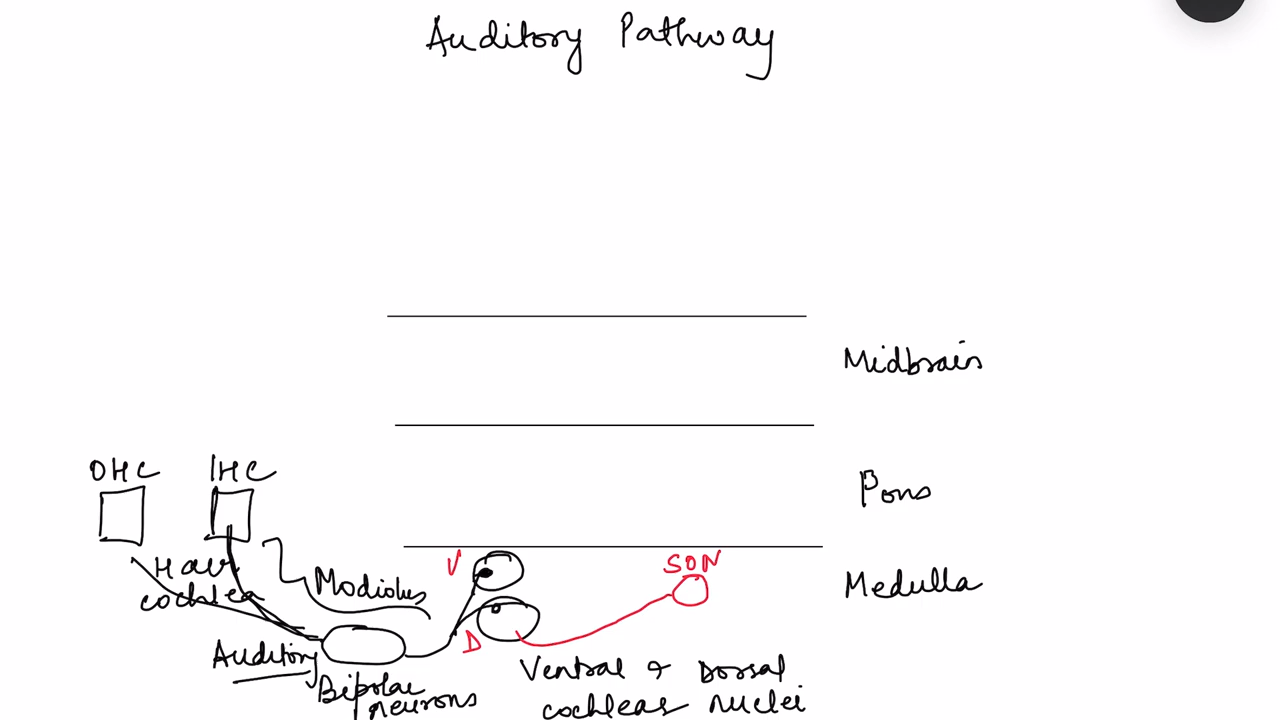 Auditory Pathway
Midbrain
Pons
OHC
IHC
V
SON
Medulla
Hair
cochlea
Modiolus
Auditory
D
Bipolar
neurons
Ventral & Dorsal
cochlear nuclei